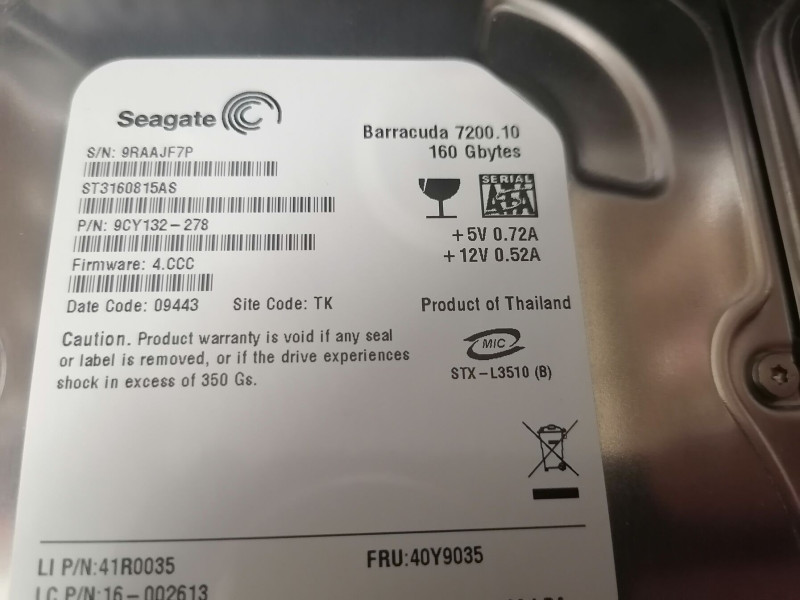 Seagate
Barracuda 7200.10
160 Gbytes
S/N: 9RAAJF7P
ST3160815AS
P/N: 9CY132-278
Firmware: 4.CCC
Date Code: 09443 Site Code: TK
SERIAL
ATA
+5V 0.72A
+12V 0.52A
Product of Thailand
Caution. Product warranty is void if any seal
or label is removed, or if the drive experiences
shock in excess of 350 Gs.
MIC
STX-L3510 (B)
LI P/N:41R0035
FRU:40Y9035
LC P/N:16-002613